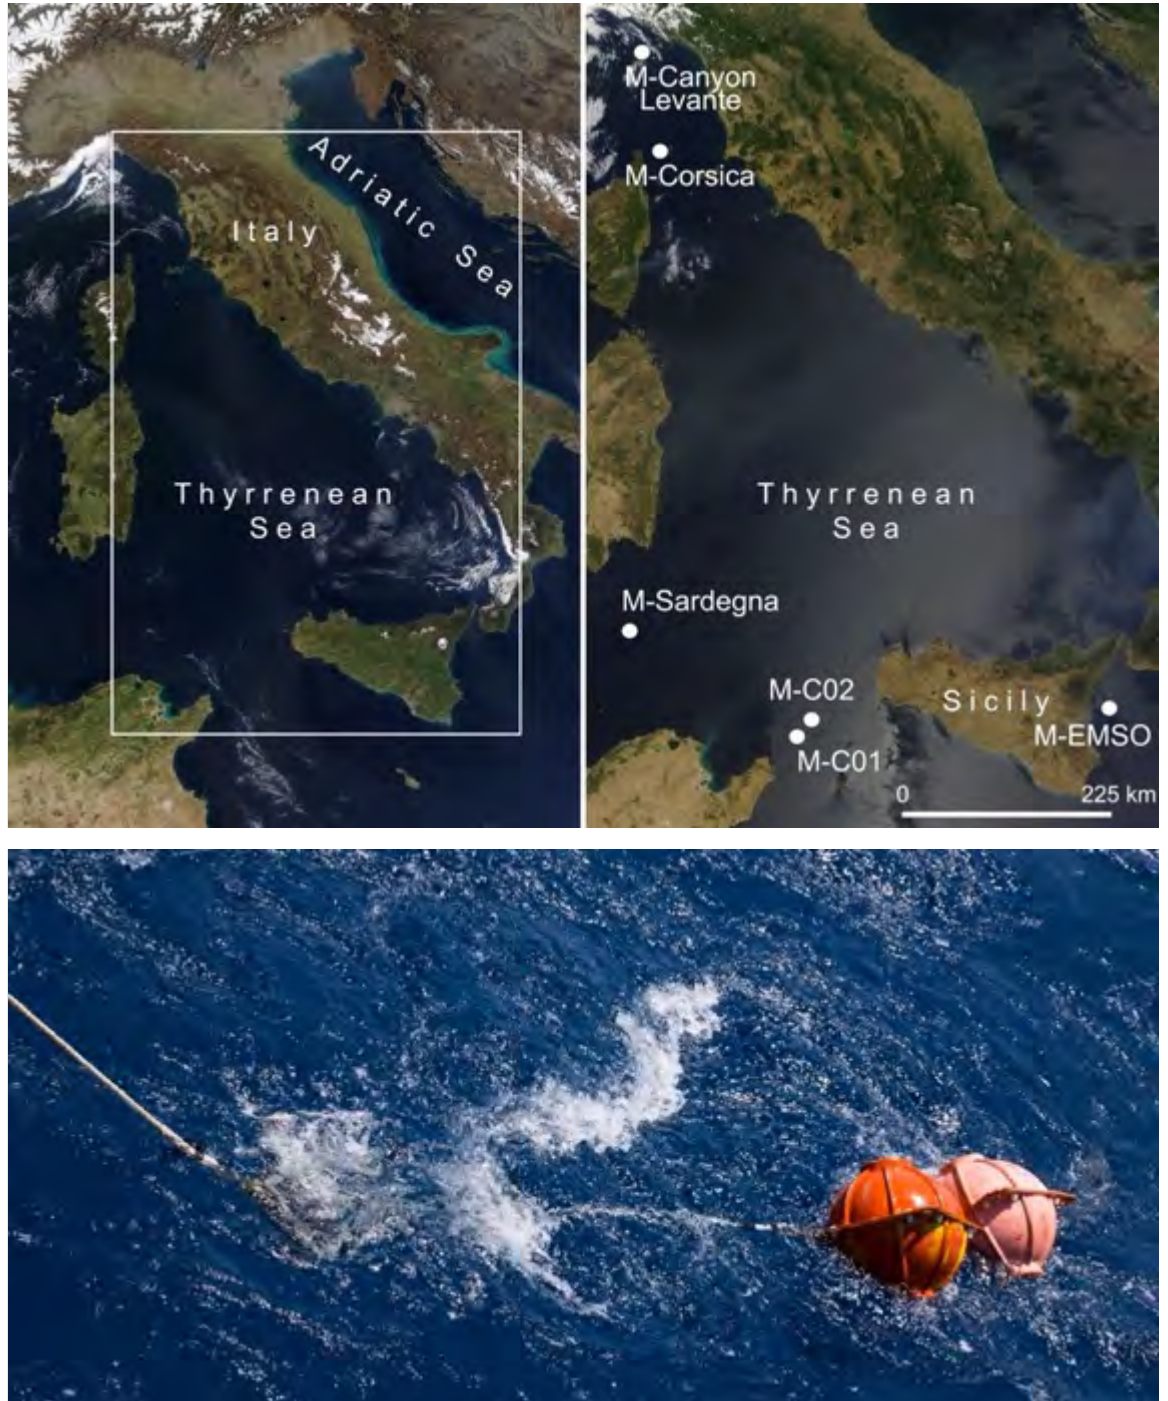 Adriatic Sea
Italy
Thyrrenean
Sea
M-Canyon
Levante
M-Corsica
Thyrrenean
Sea
M-Sardegna
M-C02
M-C01
Sicily
M-EMSO
0 225 km